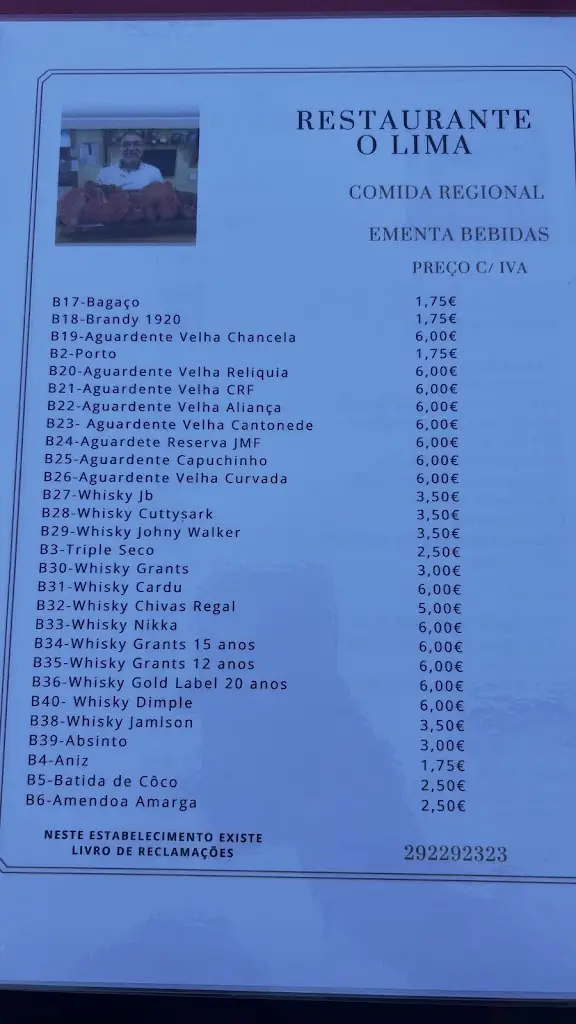 RESTAURANTE
O LIMA
COMIDA REGIONAL
EMENTA BEBIDAS
PREÇO C/ IVA
B17-Bagaço 1,75€
B18-Brandy 1920 1,75€
B19-Aguardente Velha Chancela 6,00€
B2-Porto 1,75€
B20-Aguardente Velha Relíquia 6,00€
B21-Aguardente Velha CRF 6,00€
B22-Aguardente Velha Aliança 6,00€
B23- Aguardente Velha Cantonede 6,00€
B24-Aguardete Reserva JMF 6,00€
B25-Aguardente Capuchinho 6,00€
B26-Aguardente Velha Curvada 6,00€
B27-Whisky Jb 3,50€
B28-Whisky Cuttysark 3,50€
B29-Whisky Johny Walker 3,50€
B3-Triple Seco 2,50€
B30-Whisky Grants 3,00€
B31-Whisky Cardu 6,00€
B32-Whisky Chivas Regal 5,00€
B33-Whisky Nikka 6,00€
B34-Whisky Grants 15 anos 6,00€
B35-Whisky Grants 12 anos 6,00€
B36-Whisky Gold Label 20 anos 6,00€
B40- Whisky Dimple 6,00€
B38-Whisky Jamison 3,50€
B39-Absinto 3,00€
B4-Aniz 1,75€
B5-Batida de Côco 2,50€
B6-Amendoa Amarga 2,50€
NESTE ESTABELECIMENTO EXISTE
LIVRO DE RECLAMAÇÕES
292292323